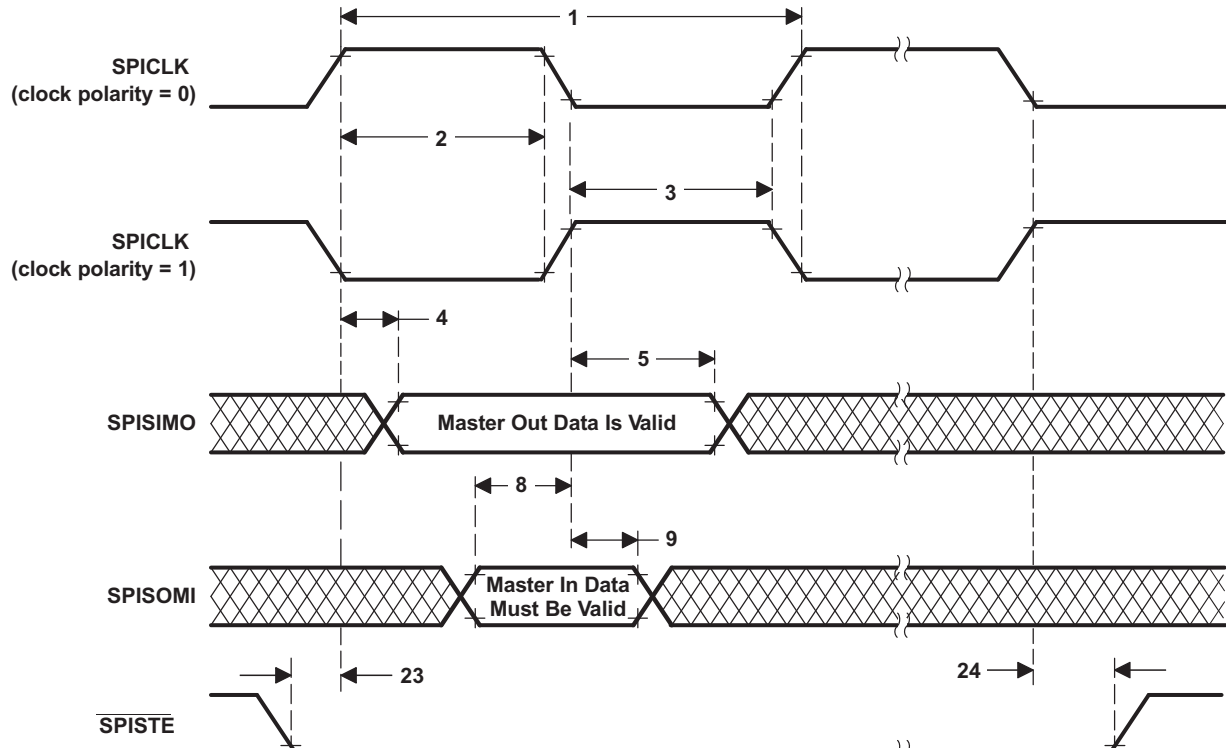 1
SPICLK
(clock polarity = 0)
2
3
SPICLK
(clock polarity = 1)
4
5
SPISIMO
Master Out Data Is Valid
8
9
SPISOMI
Master In Data
Must Be Valid
23
24
SPISTE